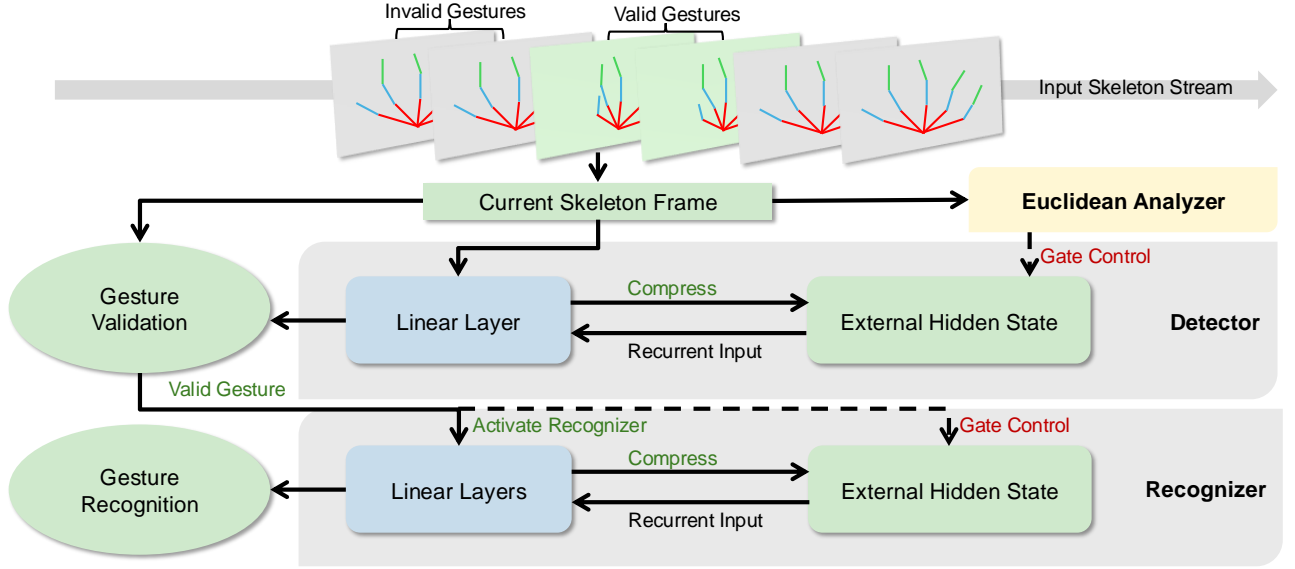 Invalid Gestures
Valid Gestures
Input Skeleton Stream
Current Skeleton Frame
Euclidean Analyzer
Gate Control
Gesture
Validation
Linear Layer
Compress
Recurrent Input
External Hidden State
Detector
Valid Gesture
Activate Recognizer
Gate Control
Gesture
Recognition
Linear Layers
Compress
Recurrent Input
External Hidden State
Recognizer